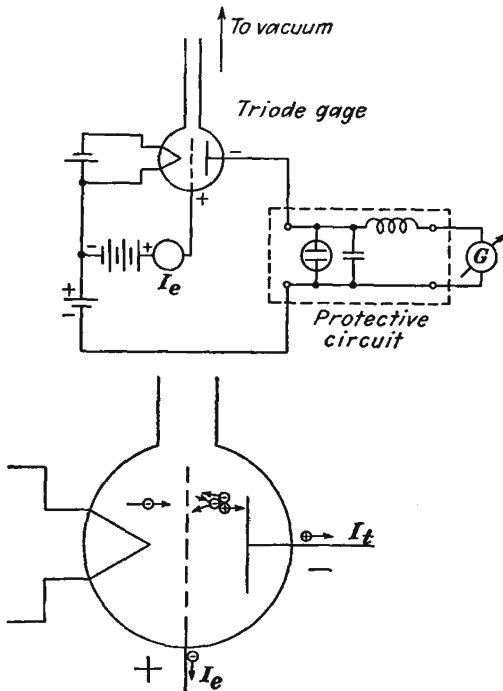 To vacuum
Triode gage
−
+
− +
I_e
+
−
G
Protective
circuit
− −
− +
+ I_t
−
+ − I_e